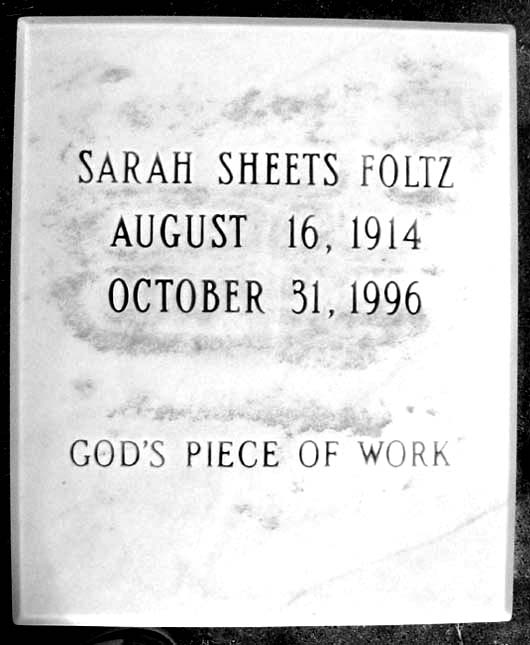 SARAH SHEETS FOLTZ
AUGUST 16, 1914
OCTOBER 31, 1996
GOD'S PIECE OF WORK